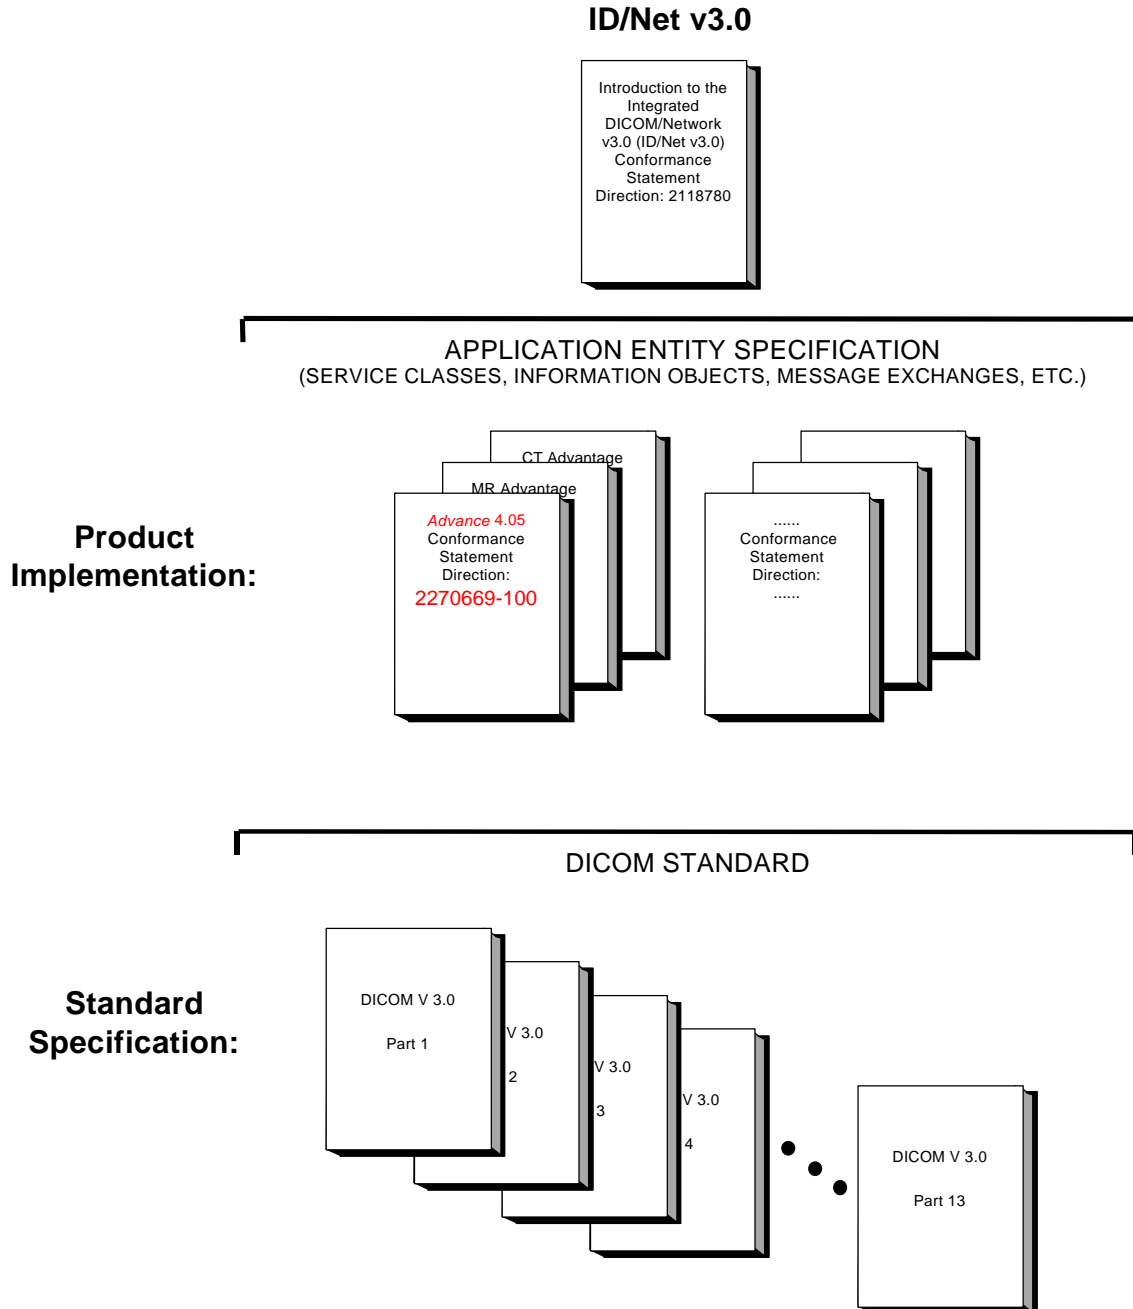 ID/Net v3.0
Introduction to the
Integrated
DICOM/Network
v3.0 (ID/Net v3.0)
Conformance
Statement
Direction: 2118780
APPLICATION ENTITY SPECIFICATION
(SERVICE CLASSES, INFORMATION OBJECTS, MESSAGE EXCHANGES, ETC.)
Product
Implementation:
CT Advantage
MR Advantage
Advance 4.05
Conformance
Statement
Direction:
2270669-100
......
Conformance
Statement
Direction:
......
DICOM STANDARD
Standard
Specification:
DICOM V 3.0
Part 1
V 3.0
2
V 3.0
3
V 3.0
4
DICOM V 3.0
Part 13